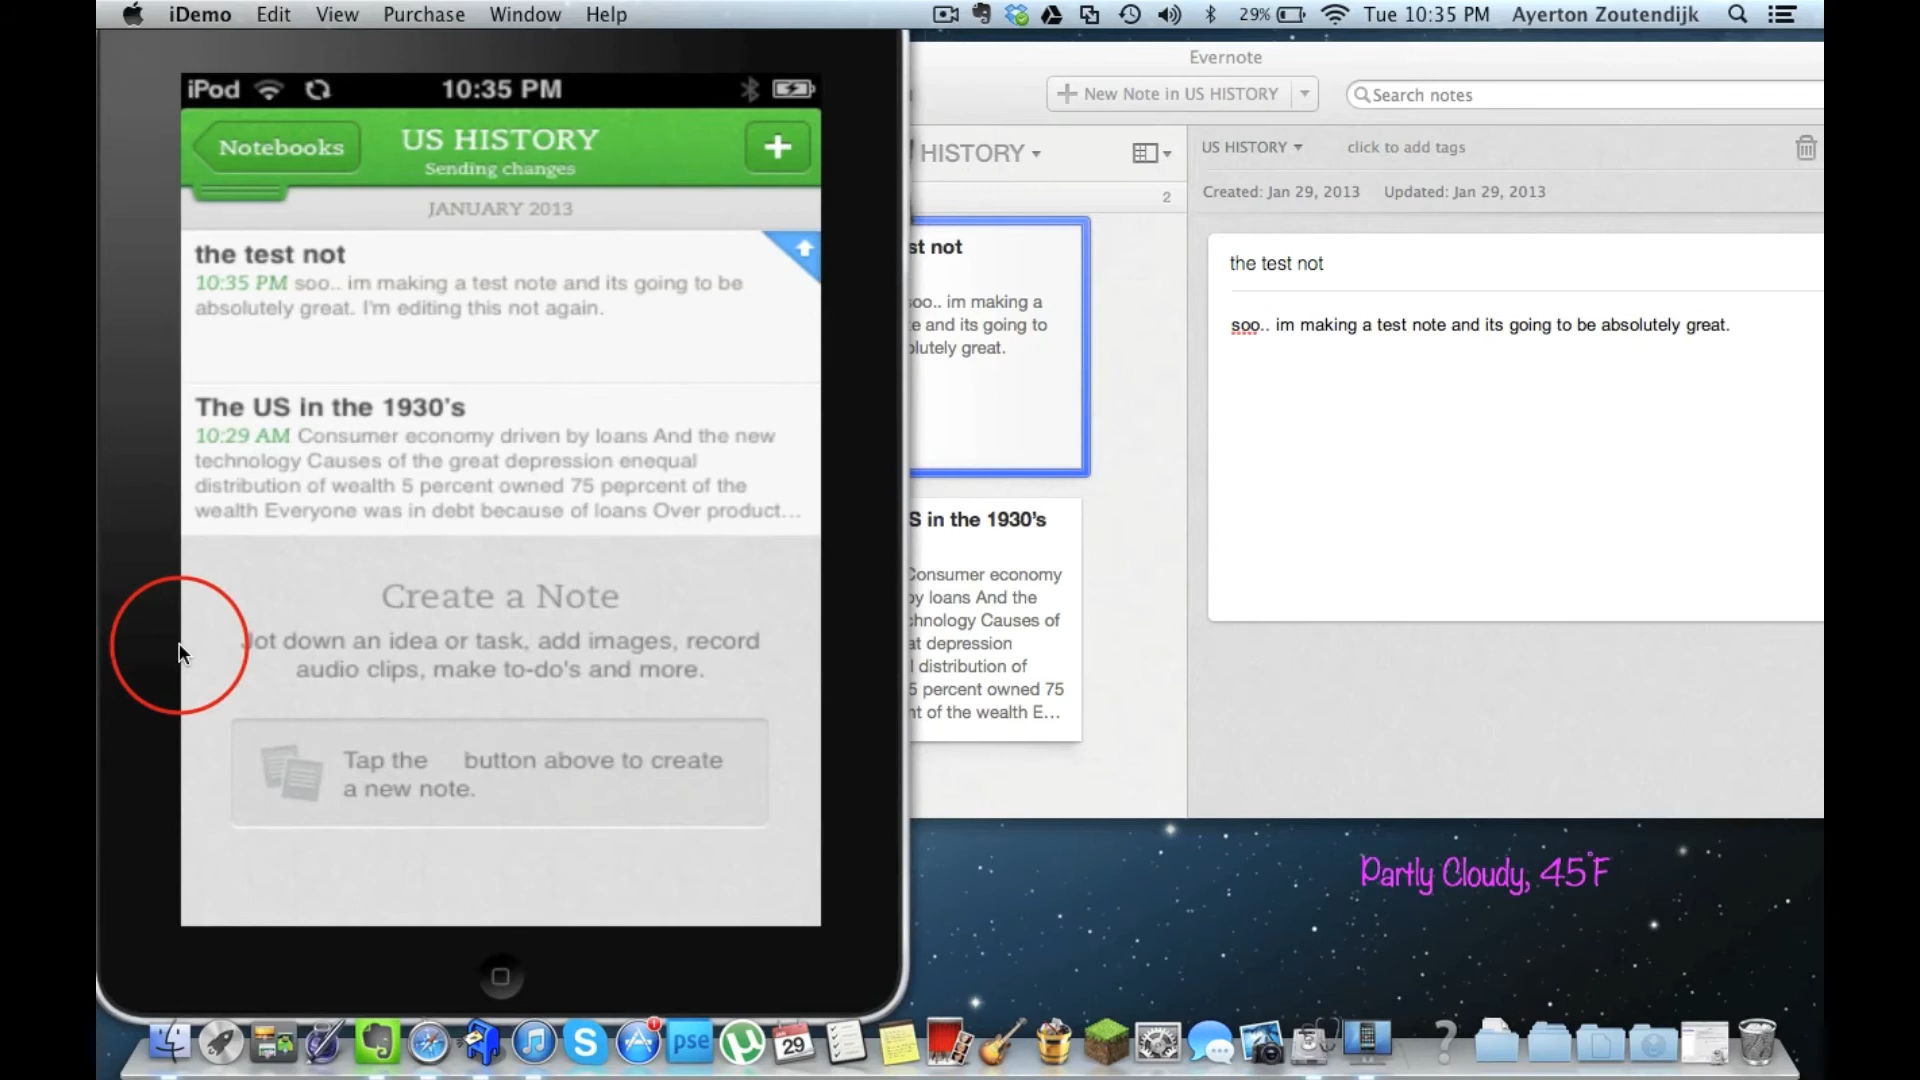 iDemo Edit View Purchase Window Help
29% Tue 10:35 PM Ayerton Zoutendijk
iPod 10:35 PM
Notebooks
US HISTORY
Sending changes
JANUARY 2013
the test not
10:35 PM soo.. im making a test note and its going to be
absolutely great. I'm editing this not again.
The US in the 1930's
10:29 AM Consumer economy driven by loans And the new
technology Causes of the great depression enequal
distribution of wealth 5 percent owned 75 peprcent of the
wealth Everyone was in debt because of loans Over product...
Create a Note
Jot down an idea or task, add images, record
audio clips, make to-do's and more.
Tap the button above to create
a new note.
Evernote
New Note in US HISTORY
Search notes
HISTORY
2
st not
soo.. im making a
e and its going to
olutely great.
S in the 1930's
Consumer economy
by loans And the
chnology Causes of
at depression
l distribution of
5 percent owned 75
nt of the wealth E...
US HISTORY click to add tags
Created: Jan 29, 2013 Updated: Jan 29, 2013
the test not
soo.. im making a test note and its going to be absolutely great.
Partly Cloudy, 45°F
pse
29